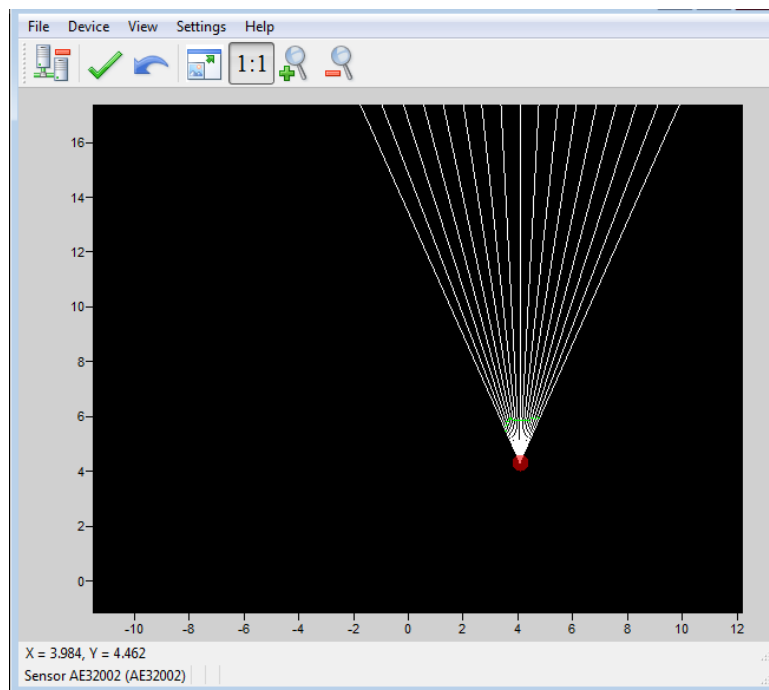 File Device View Settings Help
1:1
16
14
12
10
8
6
4
2
0
-10 -8 -6 -4 -2 0 2 4 6 8 10 12
X = 3.984, Y = 4.462
Sensor AE32002 (AE32002)